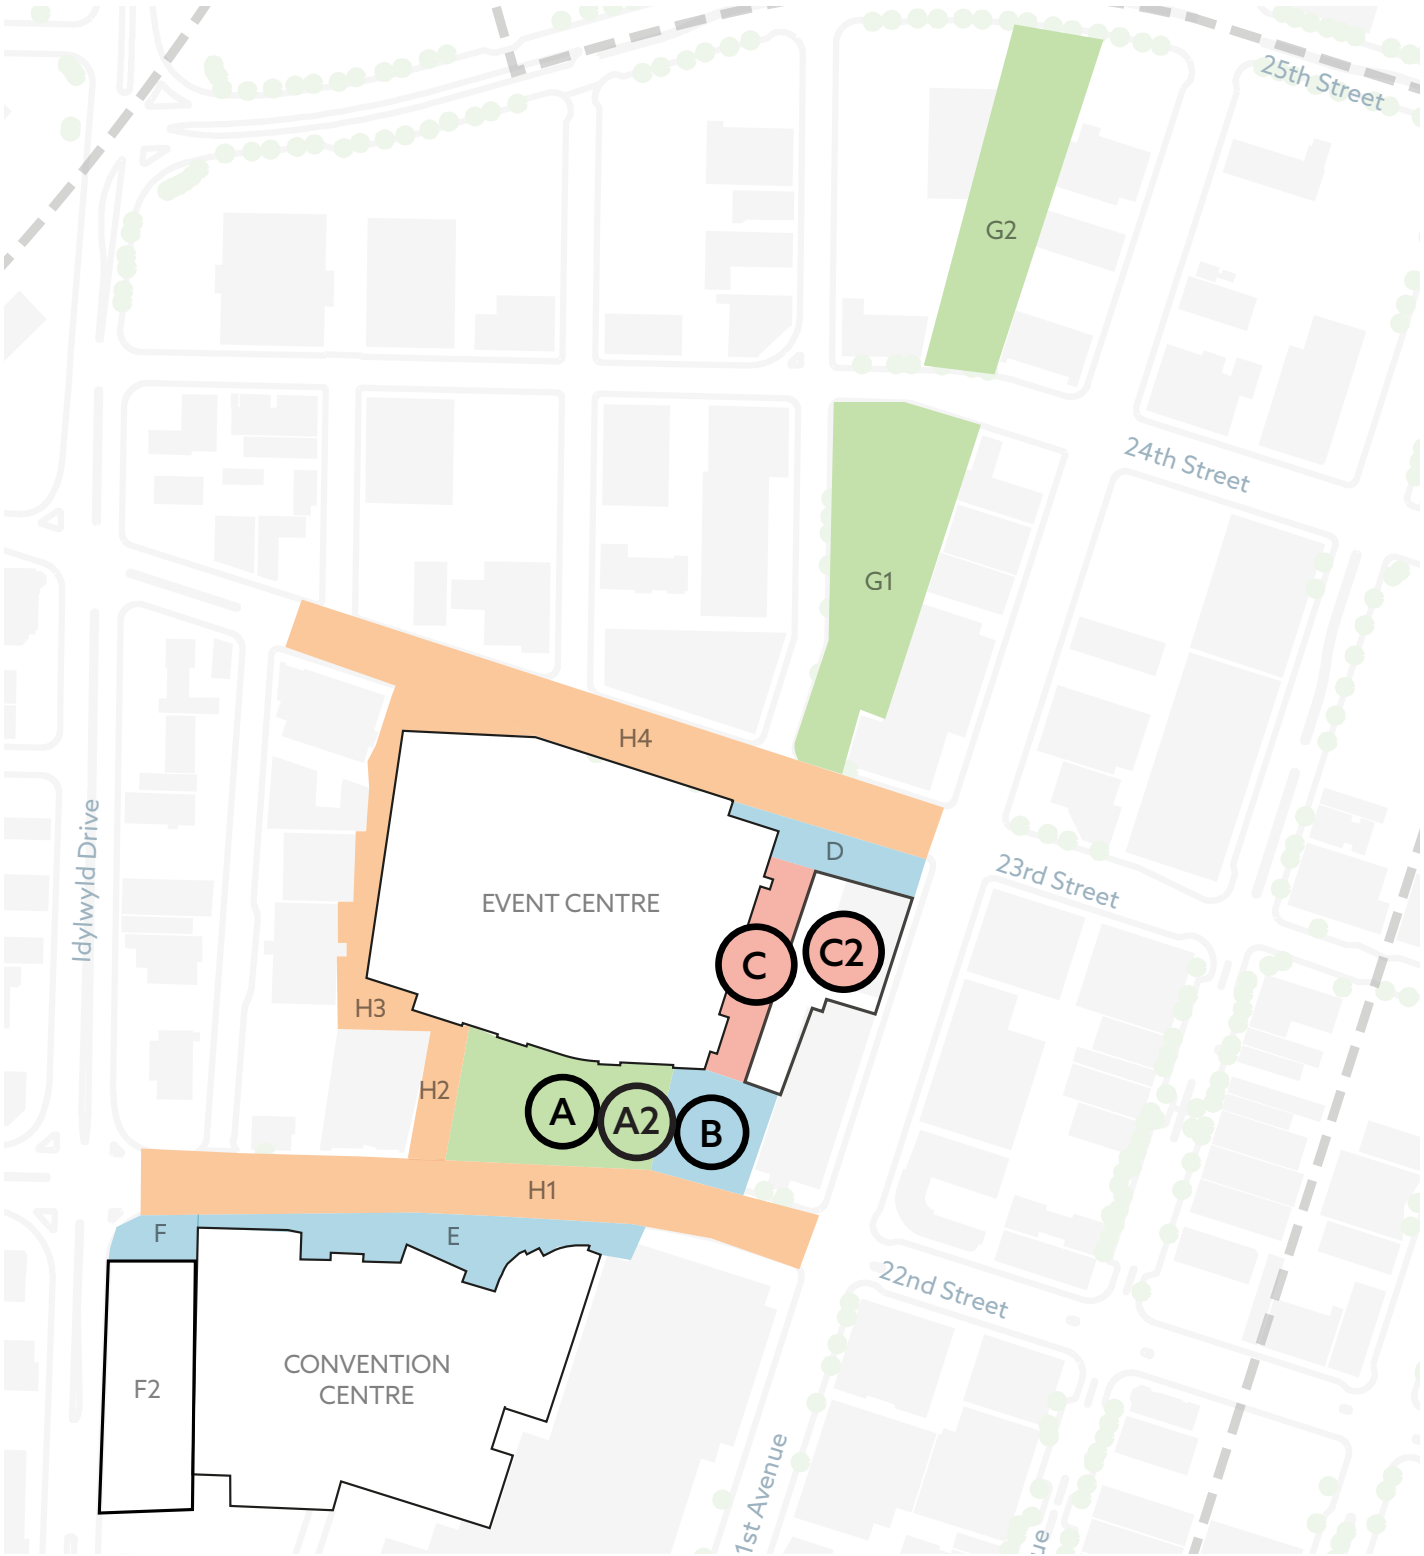 25th Street
G2
24th Street
G1
H4
D
Idylwyld Drive
23rd Street
EVENT CENTRE
C
C2
H3
H2
A
A2
B
H1
F
E
22nd Street
CONVENTION
CENTRE
F2
1st Avenue
ue